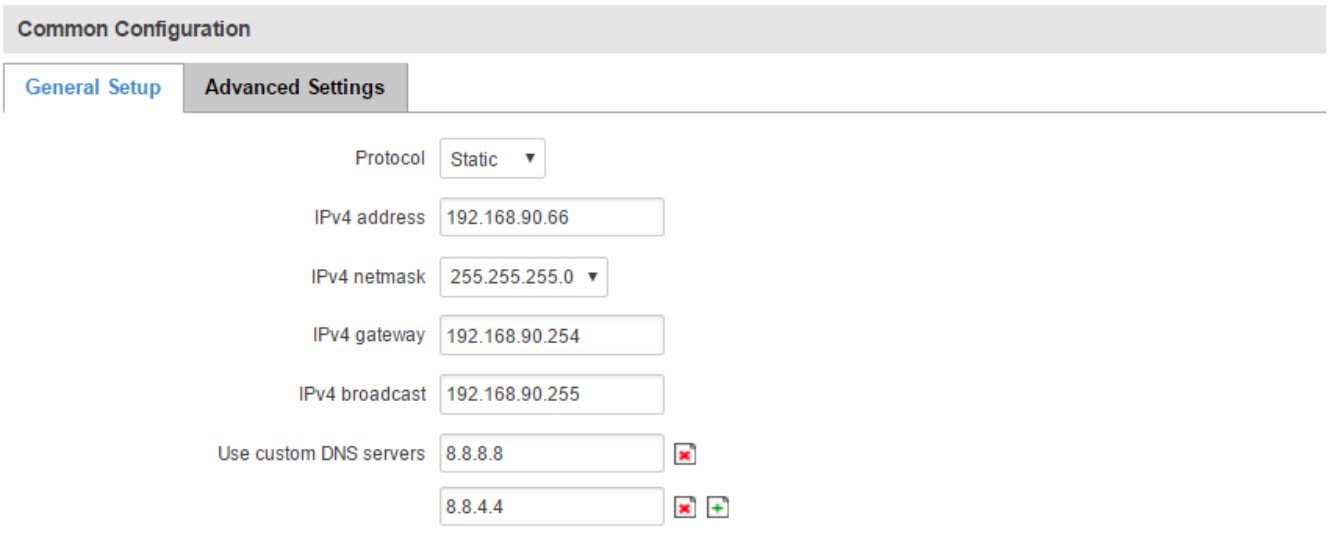 Common Configuration
General Setup Advanced Settings
Protocol Static
IPv4 address 192.168.90.66
IPv4 netmask 255.255.255.0
IPv4 gateway 192.168.90.254
IPv4 broadcast 192.168.90.255
Use custom DNS servers 8.8.8.8
8.8.4.4